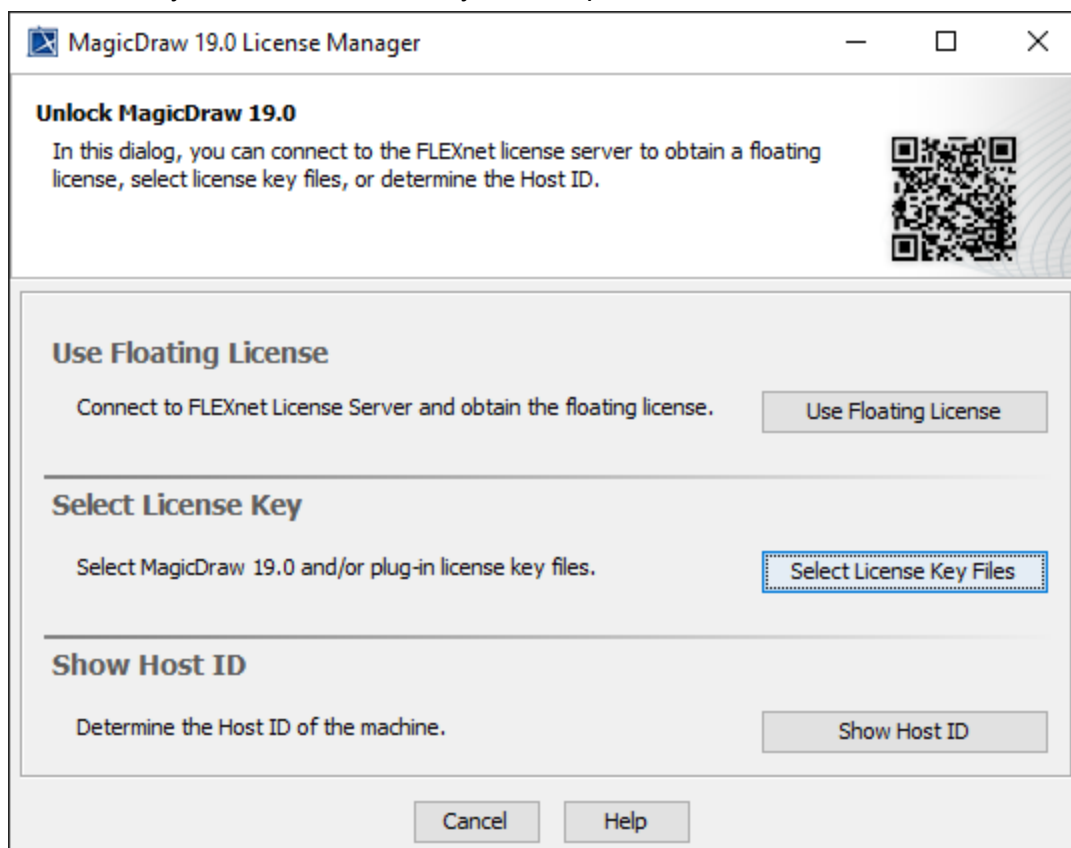 MagicDraw 19.0 License Manager
Unlock MagicDraw 19.0
In this dialog, you can connect to the FLEXnet license server to obtain a floating
license, select license key files, or determine the Host ID.
Use Floating License
Connect to FLEXnet License Server and obtain the floating license.
Use Floating License
Select License Key
Select MagicDraw 19.0 and/or plug-in license key files.
Select License Key Files
Show Host ID
Determine the Host ID of the machine.
Show Host ID
Cancel
Help